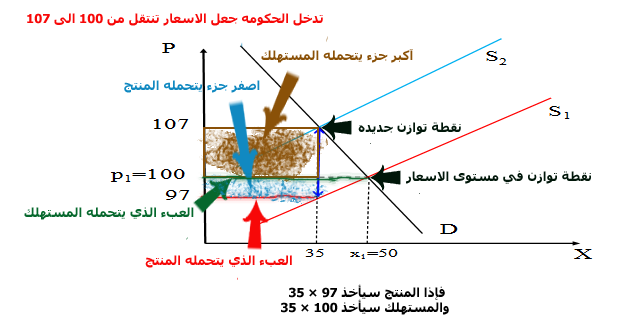 تدخل الحكومه جعل الاسعار تنتقل من 100 الى 107
P
S₂
أكبر جزء يتحمله المستهلك
اصغر جزء يتحمله المنتج
S₁
107
نقطة توازن جديده
p₁=100
نقطة توازن في مستوى الاسعار
97
العبء الذي يتحمله المستهلك
D
X
35
x₁=50
العبء الذي يتحمله المنتج
فإذا المنتج سيأخذ 97 × 35
والمستهلك سيأخذ 100 × 35